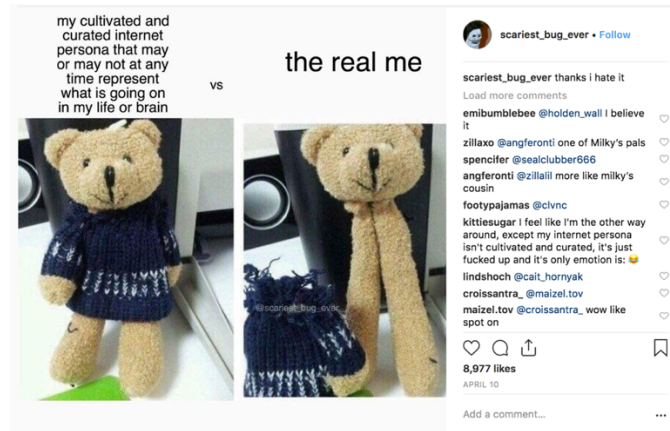 my cultivated and
curated internet
persona that may
or may not at any
time represent
what is going on
in my life or brain
vs
the real me
@scariest_bug_ever
scariest_bug_ever • Follow
scariest_bug_ever thanks i hate it
Load more comments
emibumblebee @holden_wall I believe
it
zillaxo @angferonti one of Milky's pals
spencifer @sealclubber666
angferonti @zillalil more like milky's
cousin
footypajamas @clvnc
kittiesugar I feel like I'm the other way
around, except my internet persona
isn't cultivated and curated, it's just
fucked up and it's only emotion is: 😂
lindshoch @cait_hornyak
croissantra_ @maizel.tov
maizel.tov @croissantra_ wow like
spot on
8,977 likes
APRIL 10
Add a comment...